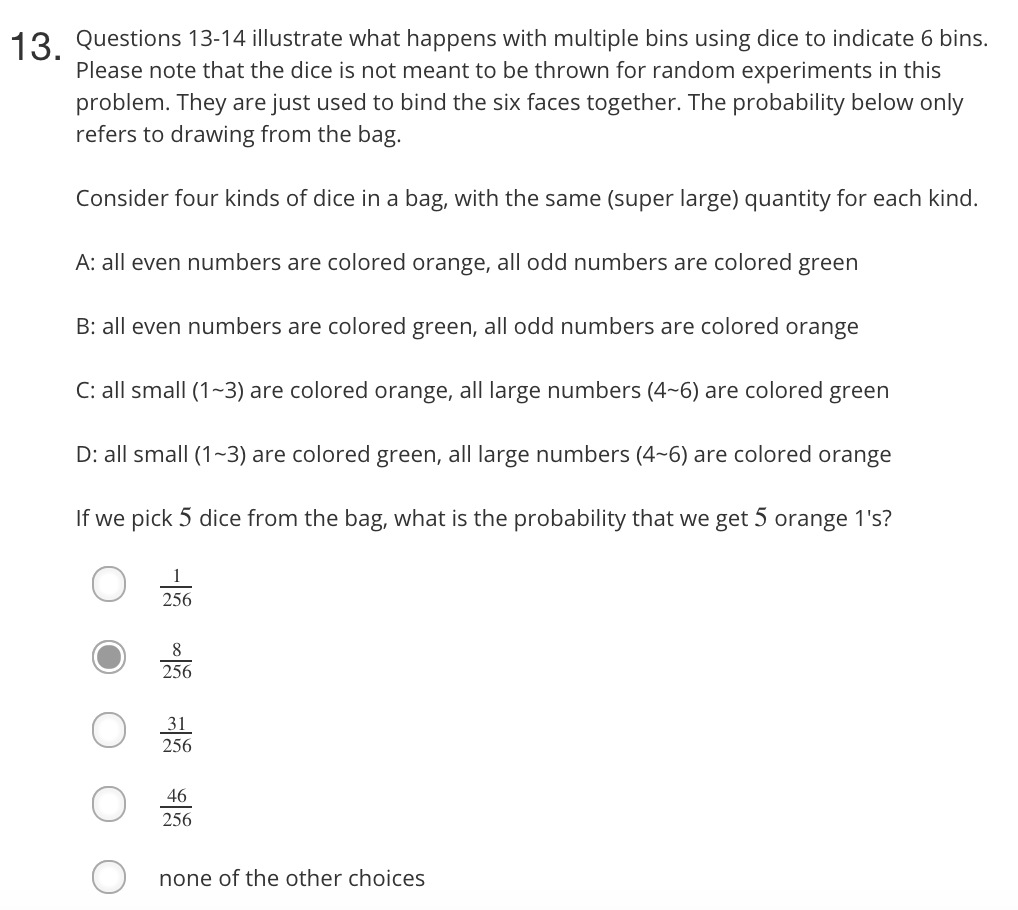 13. Questions 13-14 illustrate what happens with multiple bins using dice to indicate 6 bins.
Please note that the dice is not meant to be thrown for random experiments in this
problem. They are just used to bind the six faces together. The probability below only
refers to drawing from the bag.
Consider four kinds of dice in a bag, with the same (super large) quantity for each kind.
A: all even numbers are colored orange, all odd numbers are colored green
B: all even numbers are colored green, all odd numbers are colored orange
C: all small (1~3) are colored orange, all large numbers (4~6) are colored green
D: all small (1~3) are colored green, all large numbers (4~6) are colored orange
If we pick 5 dice from the bag, what is the probability that we get 5 orange 1's?
1
256
8
256
31
256
46
256
none of the other choices